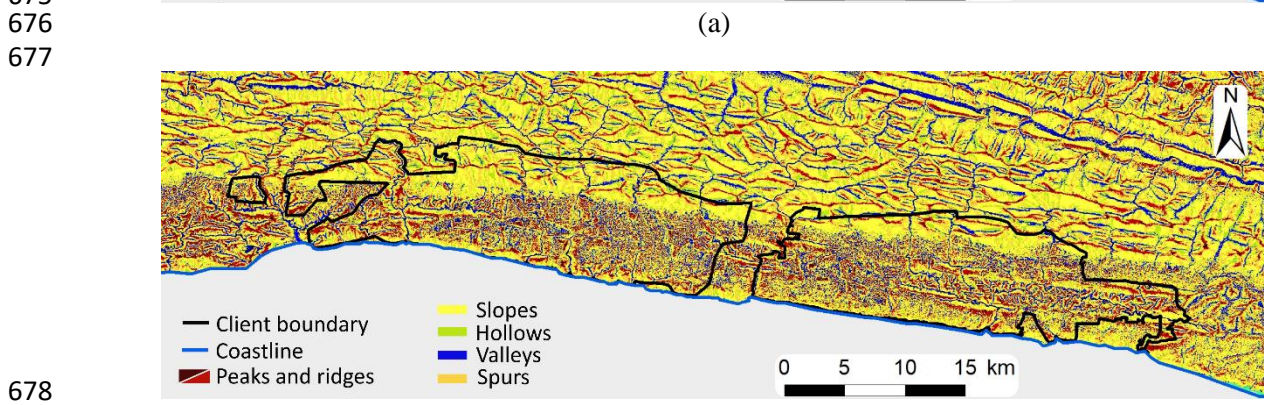 675
676
(a)
677
N
Client boundary
Coastline
Peaks and ridges
Slopes
Hollows
Valleys
Spurs
0 5 10 15 km
678